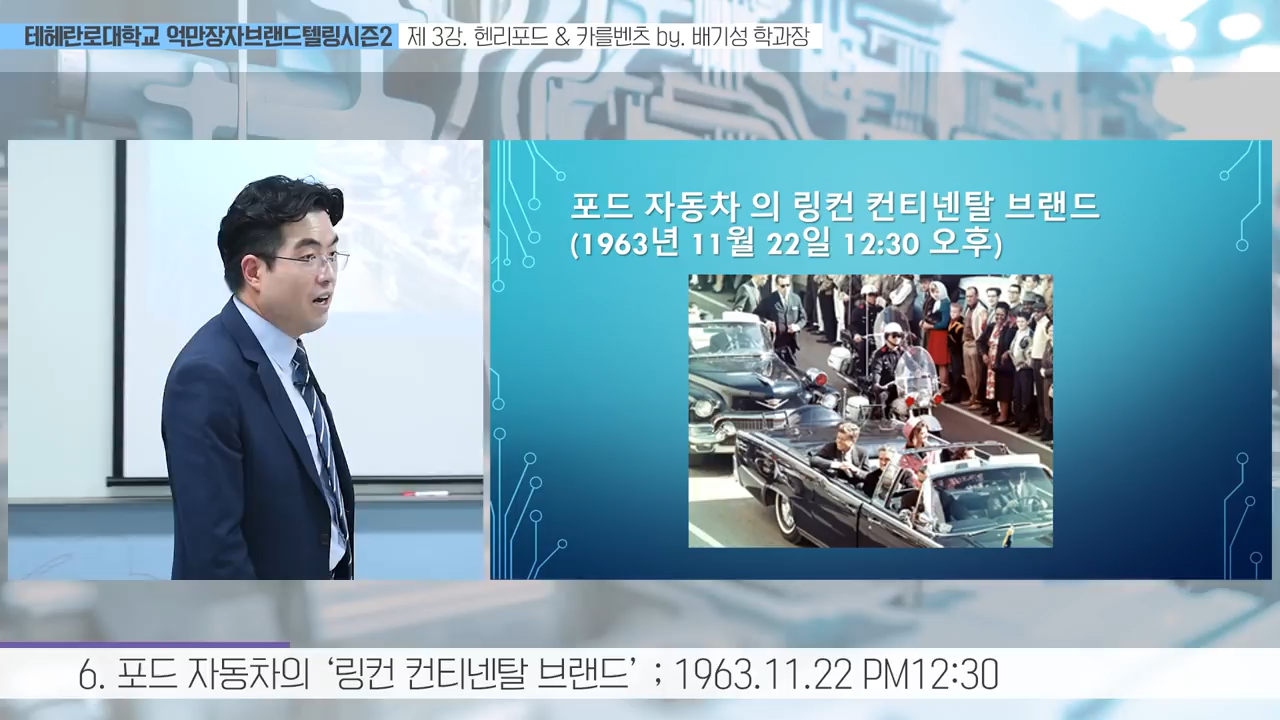 테헤란로대학교 억만장자브랜드텔링시즌2 제 3강. 헨리포드 & 카를벤츠 by. 배기성 학과장
포드 자동차 의 링컨 컨티넨탈 브랜드
(1963년 11월 22일 12:30 오후)
6. 포드 자동차의 ‘링컨 컨티넨탈 브랜드’ ; 1963.11.22 PM12:30